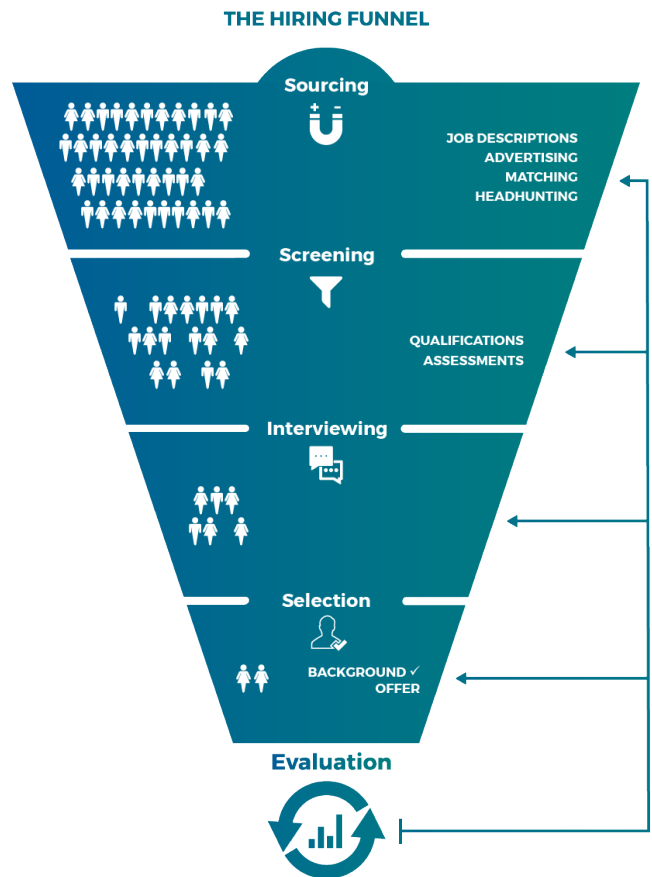 THE HIRING FUNNEL
Sourcing
JOB DESCRIPTIONS
ADVERTISING
MATCHING
HEADHUNTING
Screening
QUALIFICATIONS
ASSESSMENTS
Interviewing
Selection
BACKGROUND ✓
OFFER
Evaluation